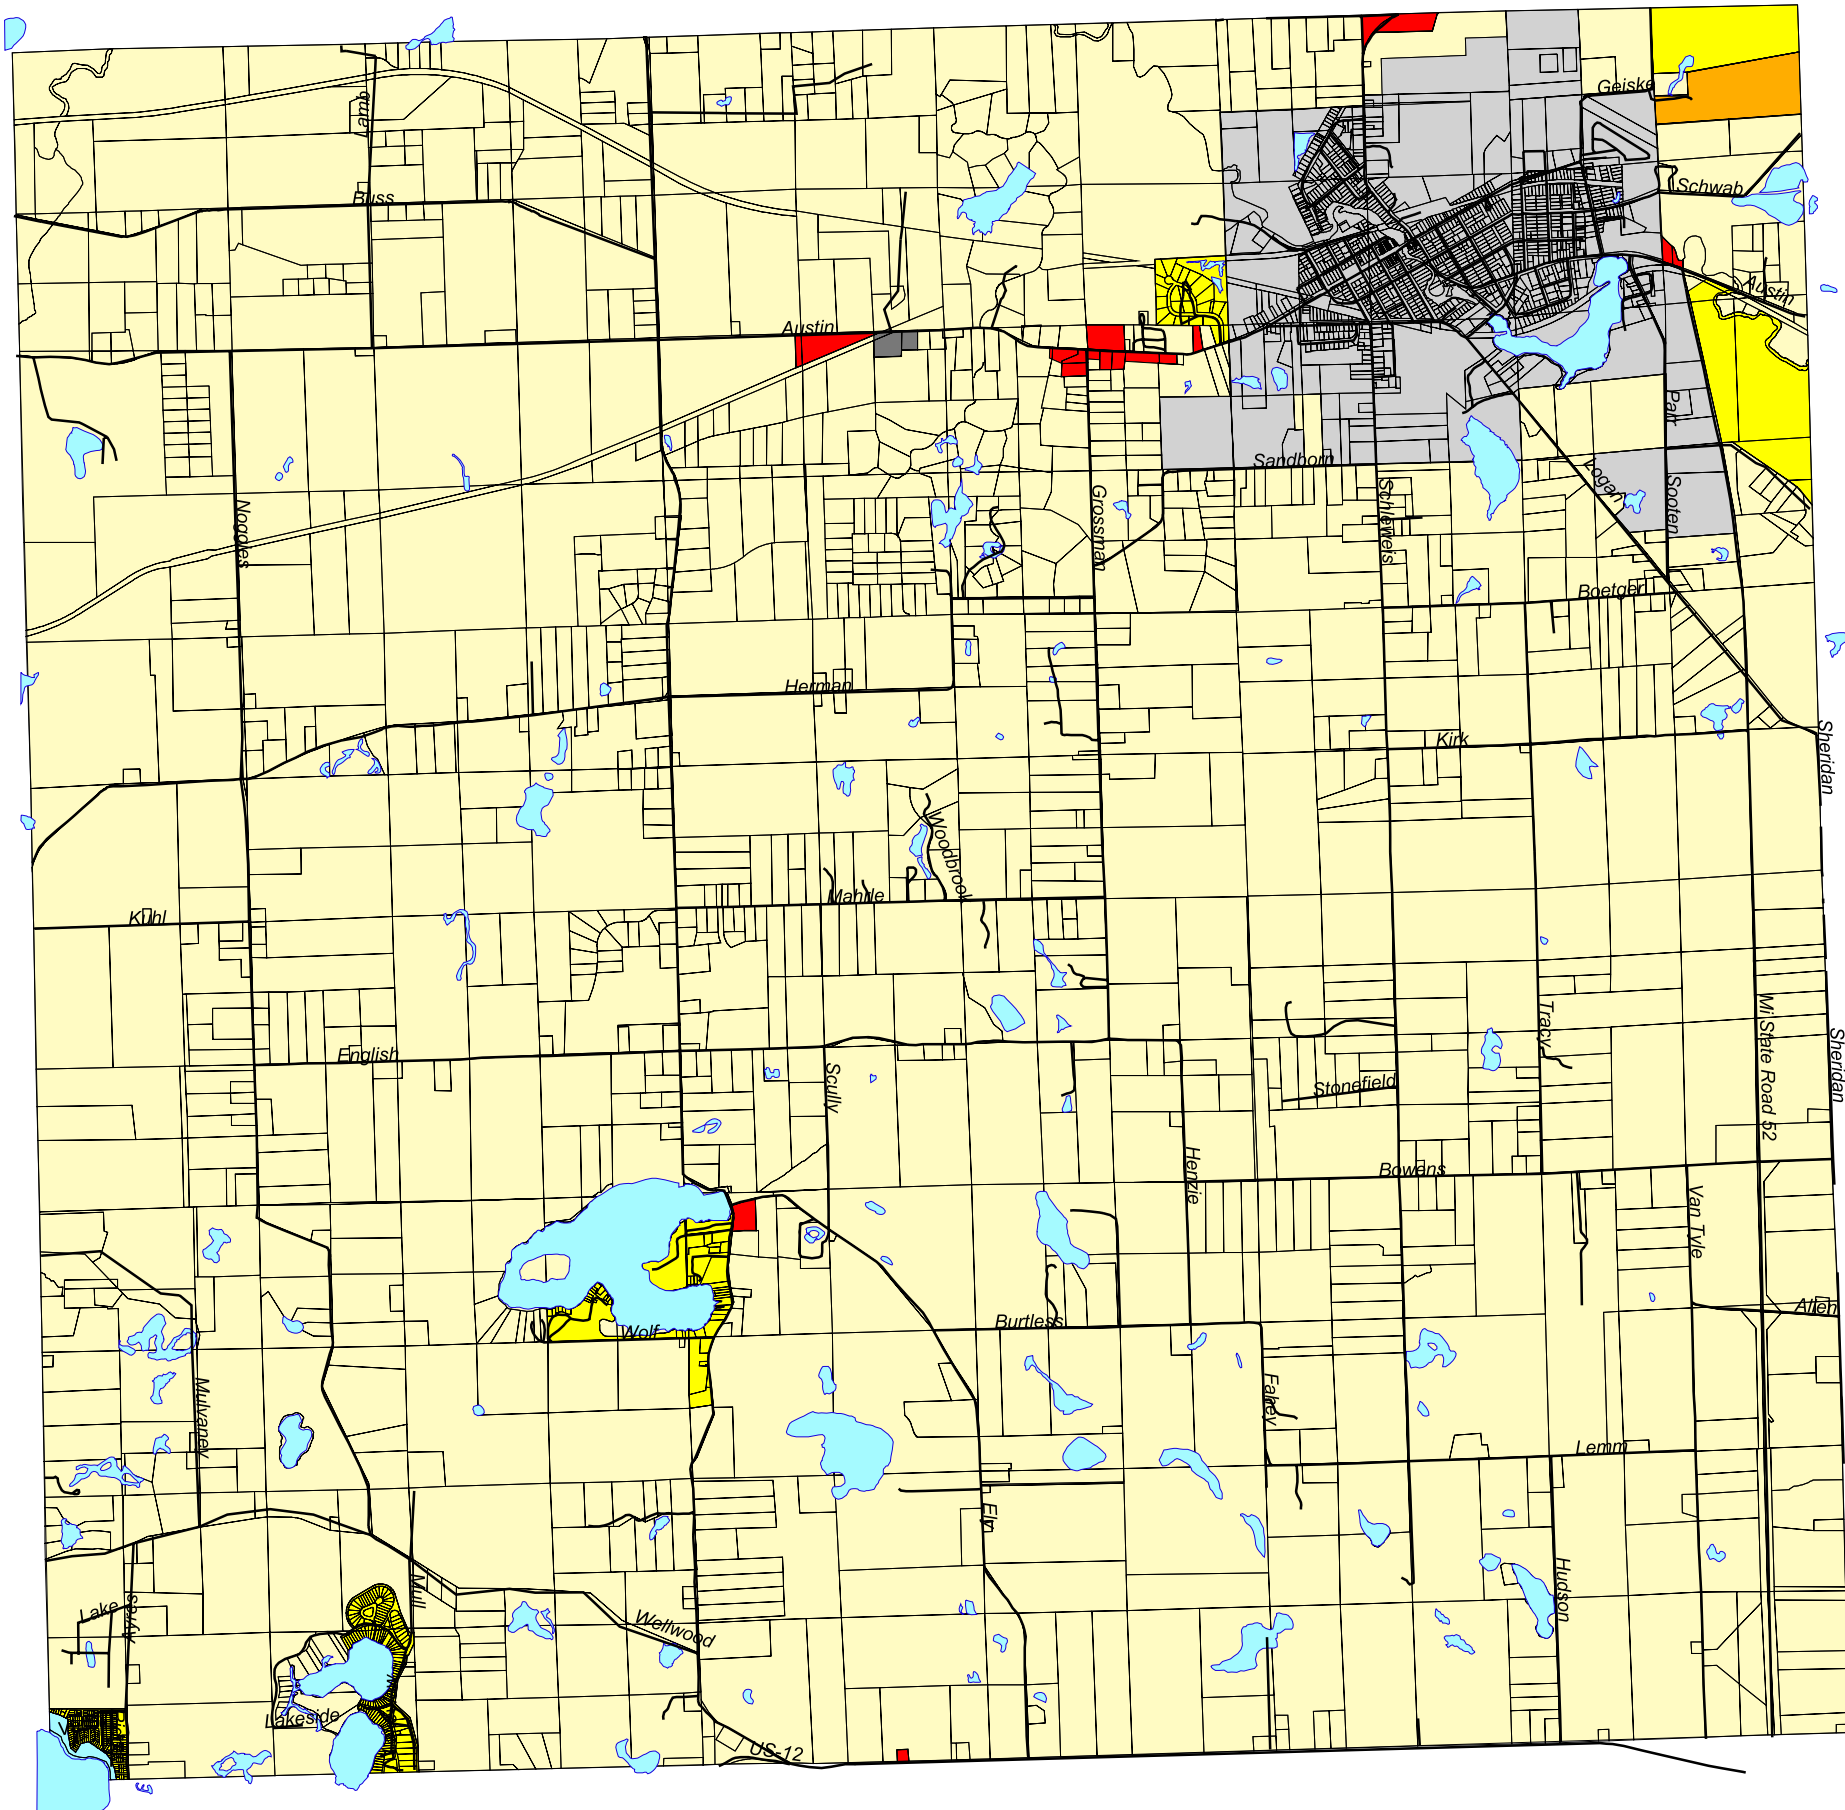 Geiske
Lamb
Schwab
Buss
Austin
Austin
Parr
Sandborn
Logan
Sooten
Schleweis
Grossman
Noggles
Boetger
Herman
Kirk
Sheridan
Woodbrook
Mahrle
Kuhl
Tracy
Mi State Road 52
Sheridan
English
Scully
Stonefield
Henzie
Bowens
Van Tyle
Allen
Burtless
Wolf
Mulvaney
Fahey
Lemm
Ely
Hudson
Mull
Lake
Ayres
Wellwood
Lakeside
US-12